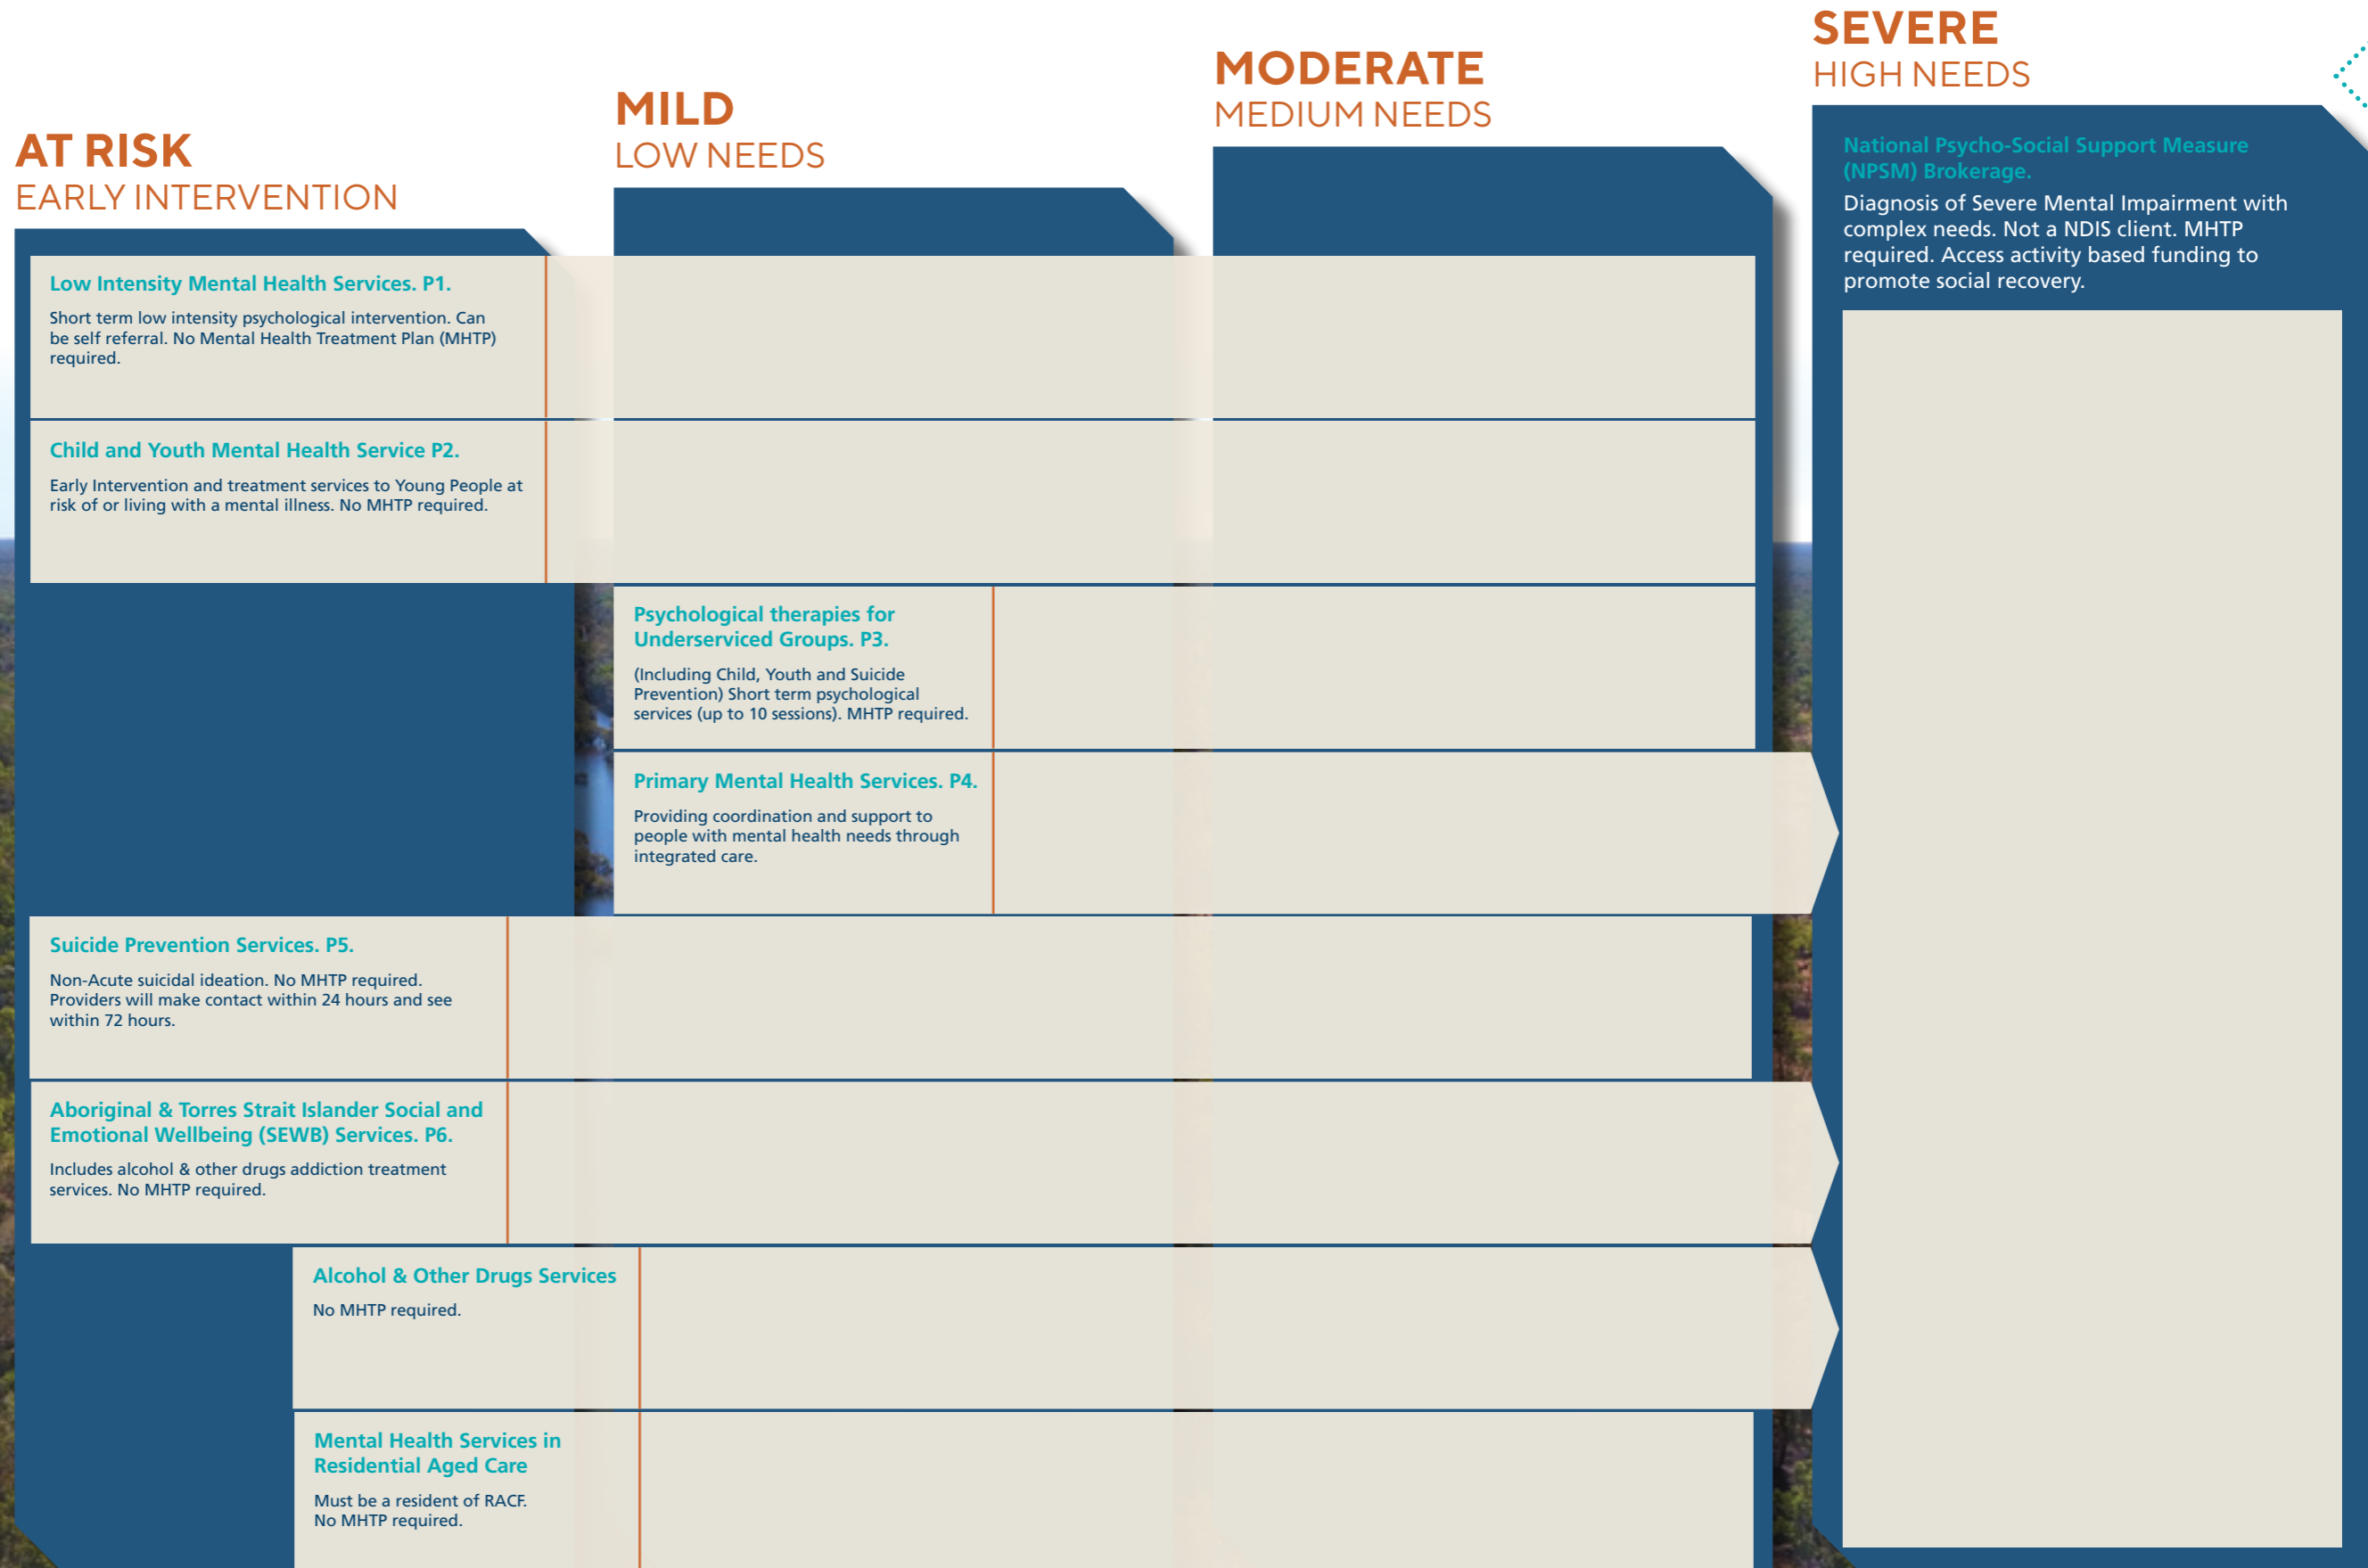 AT RISK
EARLY INTERVENTION
MILD
LOW NEEDS
MODERATE
MEDIUM NEEDS
SEVERE
HIGH NEEDS
National Psycho-Social Support Measure
(NPSM) Brokerage.
Diagnosis of Severe Mental Impairment with
complex needs. Not a NDIS client. MHTP
required. Access activity based funding to
promote social recovery.
Low Intensity Mental Health Services. P1.
Short term low intensity psychological intervention. Can
be self referral. No Mental Health Treatment Plan (MHTP)
required.
Child and Youth Mental Health Service P2.
Early Intervention and treatment services to Young People at
risk of or living with a mental illness. No MHTP required.
Psychological therapies for
Underserviced Groups. P3.
(Including Child, Youth and Suicide
Prevention) Short term psychological
services (up to 10 sessions). MHTP required.
Primary Mental Health Services. P4.
Providing coordination and support to
people with mental health needs through
integrated care.
Suicide Prevention Services. P5.
Non-Acute suicidal ideation. No MHTP required.
Providers will make contact within 24 hours and see
within 72 hours.
Aboriginal & Torres Strait Islander Social and
Emotional Wellbeing (SEWB) Services. P6.
Includes alcohol & other drugs addiction treatment
services. No MHTP required.
Alcohol & Other Drugs Services
No MHTP required.
Mental Health Services in
Residential Aged Care
Must be a resident of RACF.
No MHTP required.